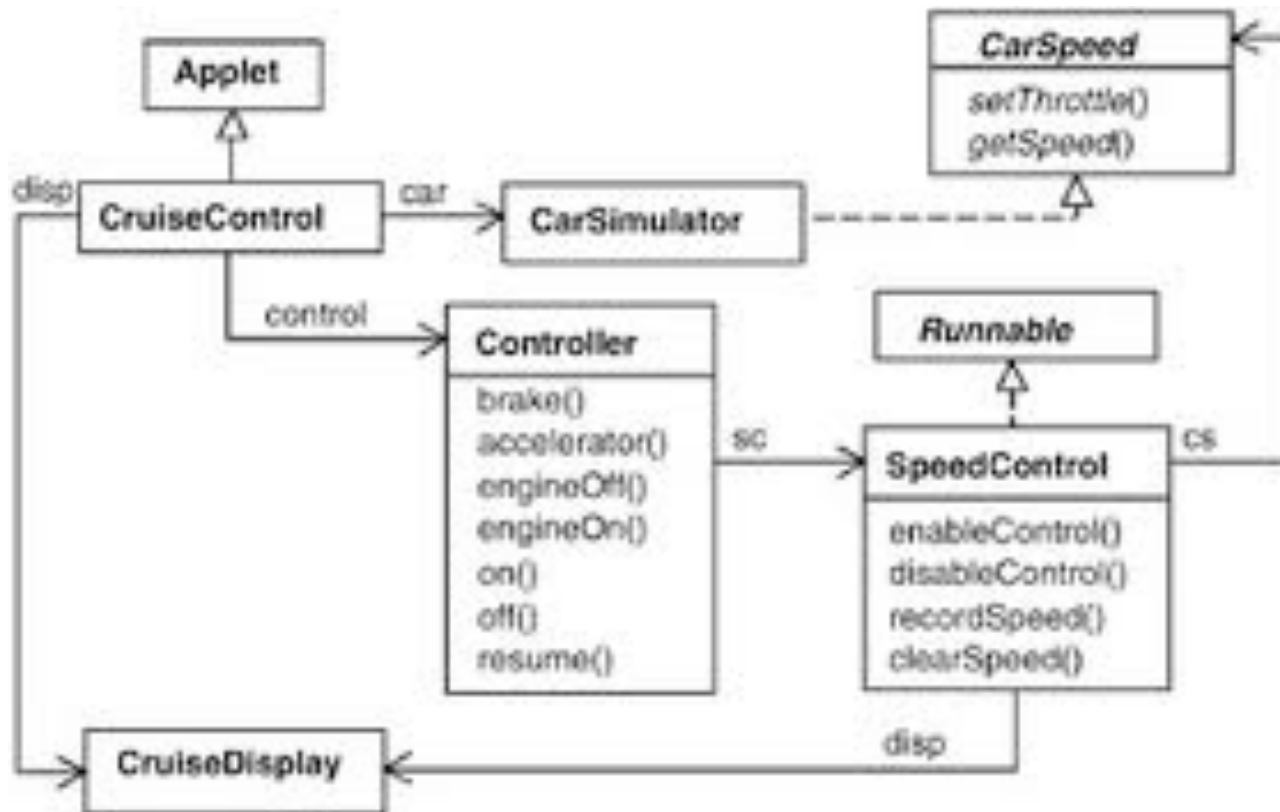 Applet
CarSpeed
setThrottle()
getSpeed()
disp
CruiseControl
car
CarSimulator
control
Controller
brake()
accelerator()
engineOff()
engineOn()
on()
off()
resume()
Runnable
sc
SpeedControl
cs
enableControl()
disableControl()
recordSpeed()
clearSpeed()
disp
CruiseDisplay